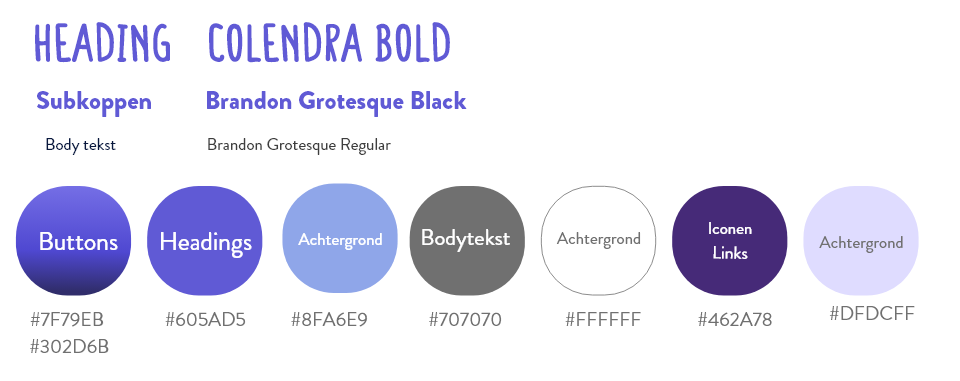 HEADING COLENDRA BOLD
Subkoppen Brandon Grotesque Black
Body tekst Brandon Grotesque Regular
Buttons Headings Achtergrond Bodytekst Achtergrond Iconen Links Achtergrond
#7F79EB #605AD5 #8FA6E9 #707070 #FFFFFF #462A78 #DFDCFF
#302D6B